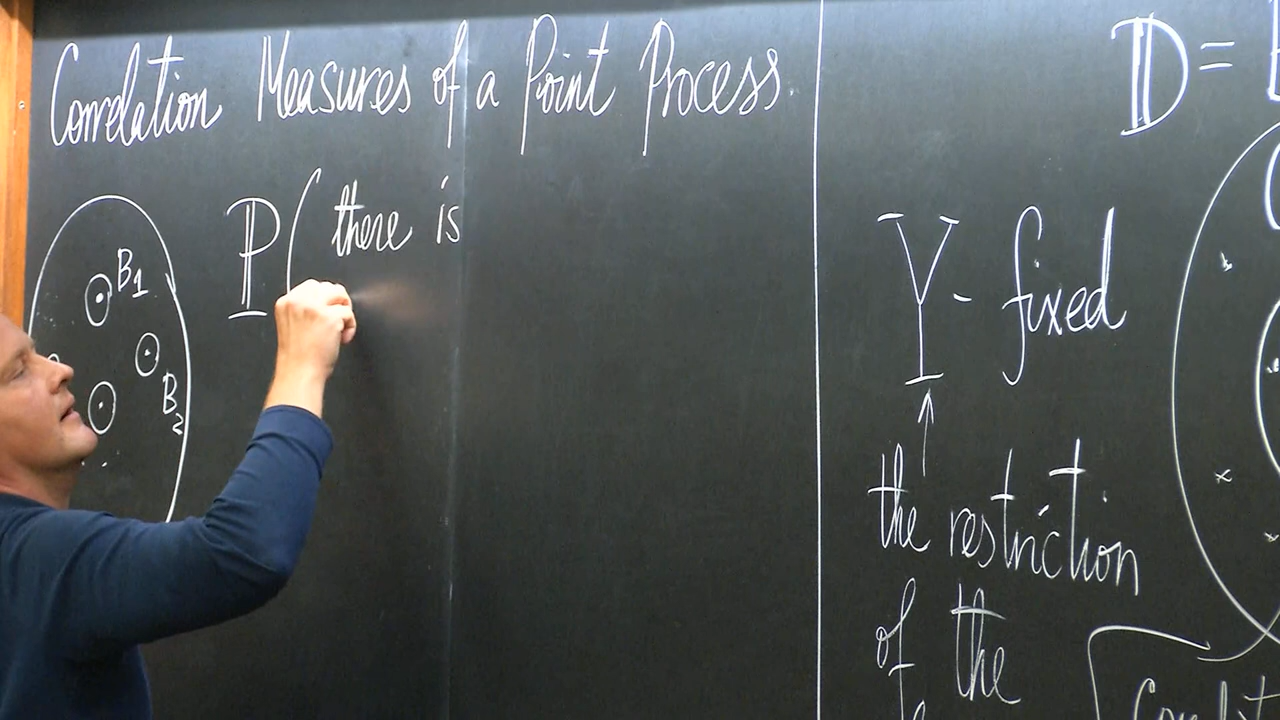 Correlation Measures of a Point Process
B1
B2
P( there is
D =
Y - fixed
the restriction
of the